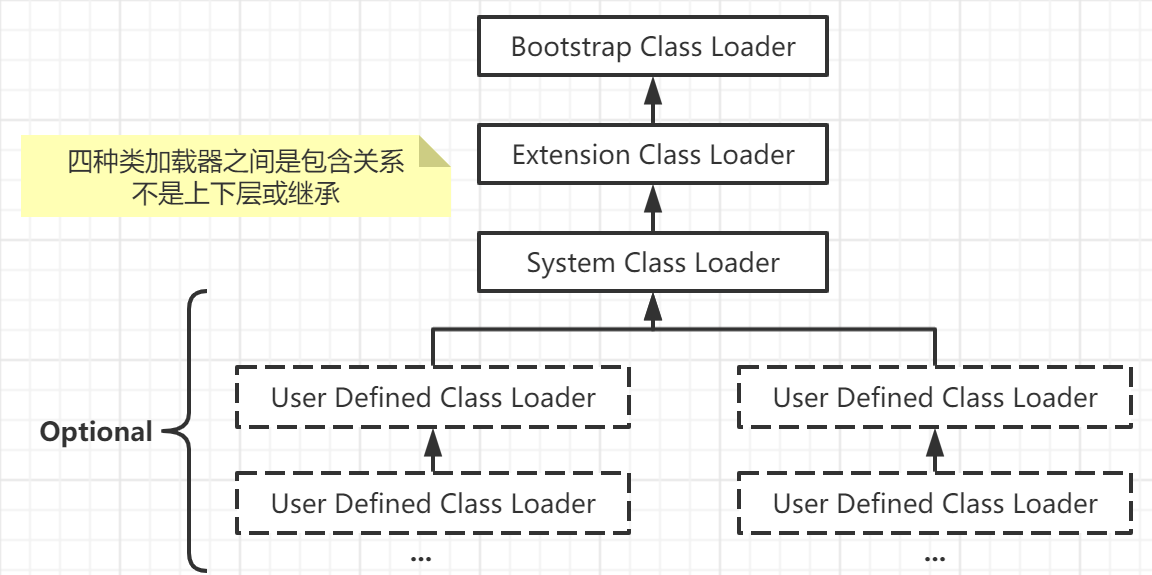 Bootstrap Class Loader
Extension Class Loader
四种类加载器之间是包含关系
不是上下层或继承
System Class Loader
Optional
User Defined Class Loader
User Defined Class Loader
User Defined Class Loader
User Defined Class Loader
...
...